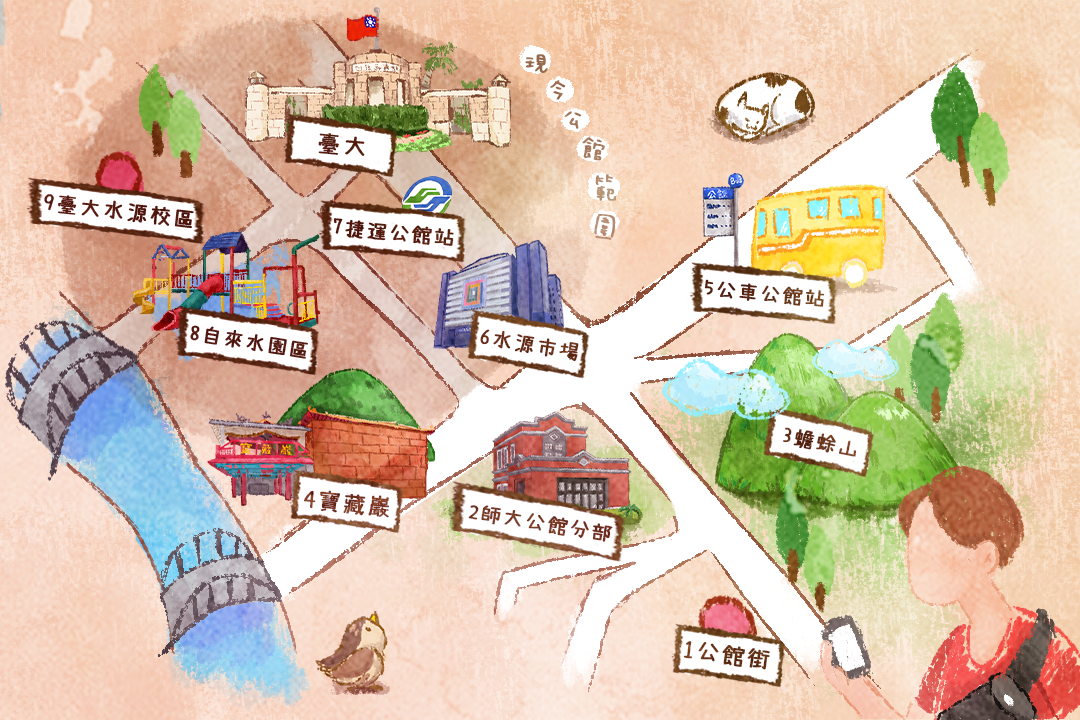 現今公館範圍
臺大
9臺大水源校區
7捷運公館站
公館
5公車公館站
8自來水園區
6水源市場
3蟾蜍山
4寶藏巖
2師大公館分部
1公館街